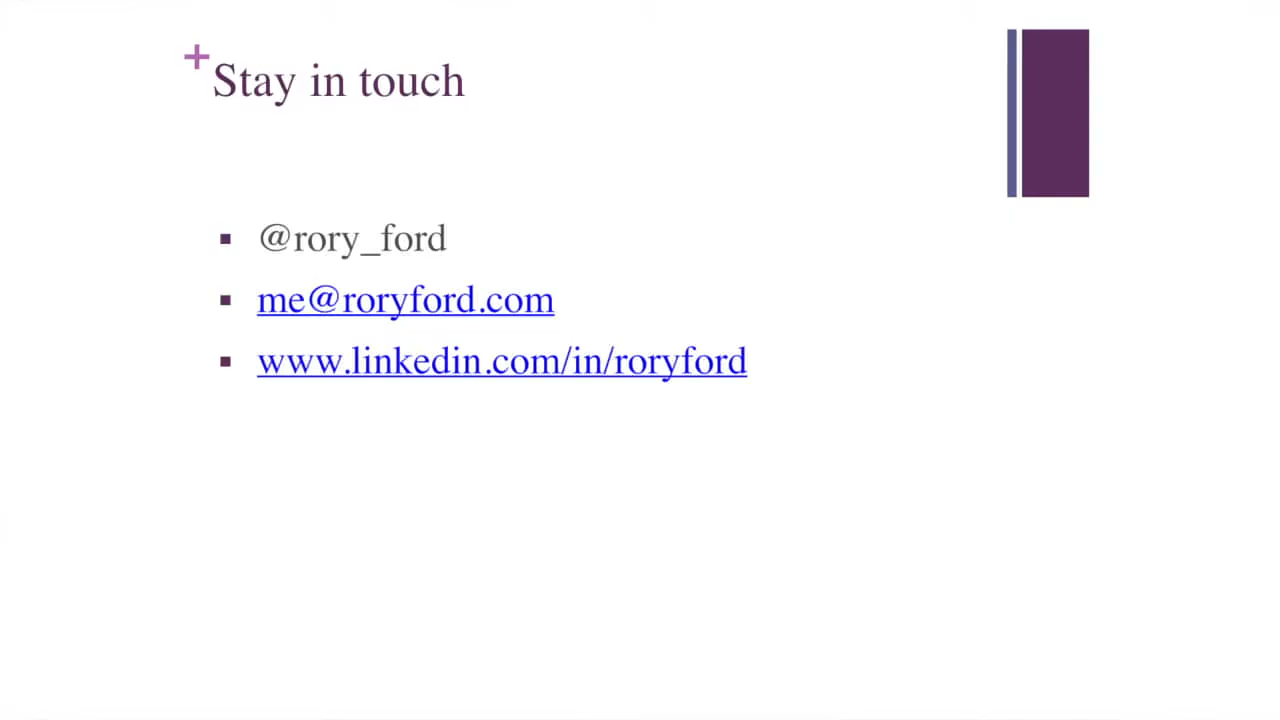 +
Stay in touch
▪ @rory_ford
▪ me@roryford.com
▪ www.linkedin.com/in/roryford